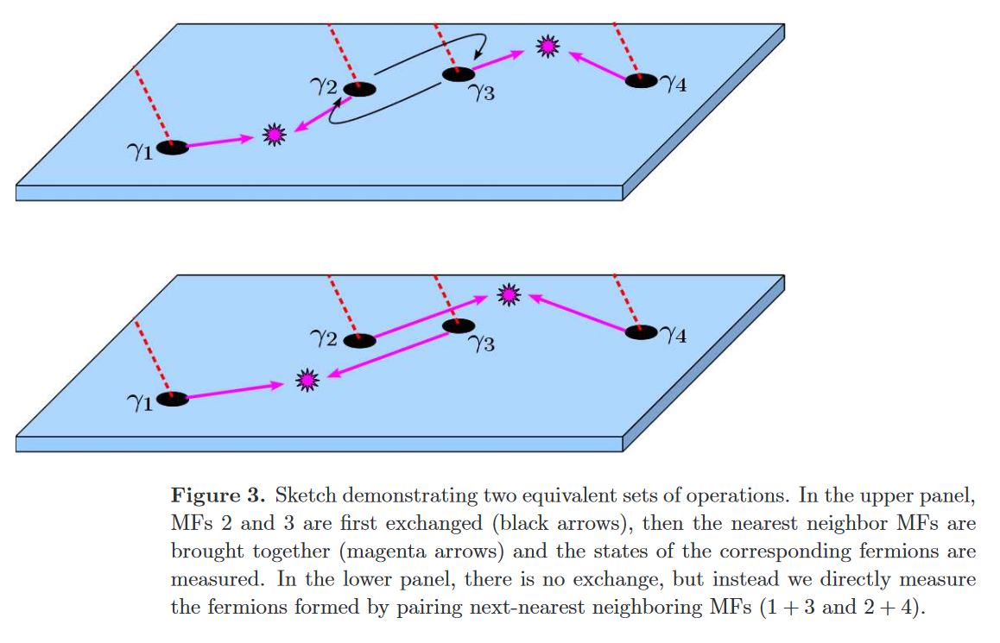 γ2
γ3
γ4
γ1
γ2
γ3
γ4
γ1
Figure 3. Sketch demonstrating two equivalent sets of operations. In the upper panel,
MFs 2 and 3 are first exchanged (black arrows), then the nearest neighbor MFs are
brought together (magenta arrows) and the states of the corresponding fermions are
measured. In the lower panel, there is no exchange, but instead we directly measure
the fermions formed by pairing next-nearest neighboring MFs (1 + 3 and 2 + 4).